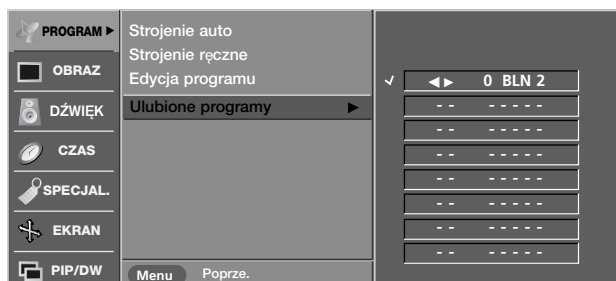 PROGRAM ►
OBRAZ
DŹWIĘK
CZAS
SPECJAL.
EKRAN
PIP/DW
Strojenie auto
Strojenie ręczne
Edycja programu
Ulubione programy ►
Menu Poprze.
✓ ◄► 0 BLN 2
- - - - - - -
- - - - - - -
- - - - - - -
- - - - - - -
- - - - - - -
- - - - - - -
- - - - - - -